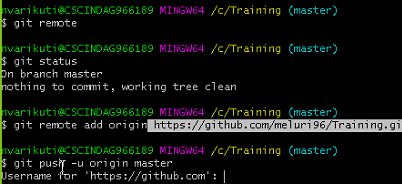 nvarikuti@CSCINDAG966189 MINGW64 /c/Training (master)
$ git remote
nvarikuti@CSCINDAG966189 MINGW64 /c/Training (master)
$ git status
On branch master
nothing to commit, working tree clean
nvarikuti@CSCINDAG966189 MINGW64 /c/Training (master)
$ git remote add origin https://github.com/meluri96/Training.git
nvarikuti@CSCINDAG966189 MINGW64 /c/Training (master)
$ git push -u origin master
Username for 'https://github.com':